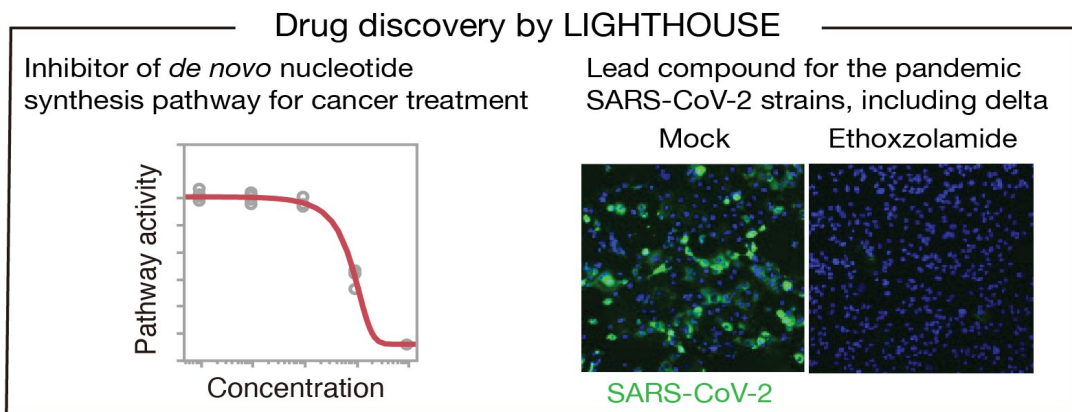 Drug discovery by LIGHTHOUSE
Inhibitor of de novo nucleotide
synthesis pathway for cancer treatment
Pathway activity
Concentration
Lead compound for the pandemic
SARS-CoV-2 strains, including delta
Mock
Ethoxzolamide
SARS-CoV-2